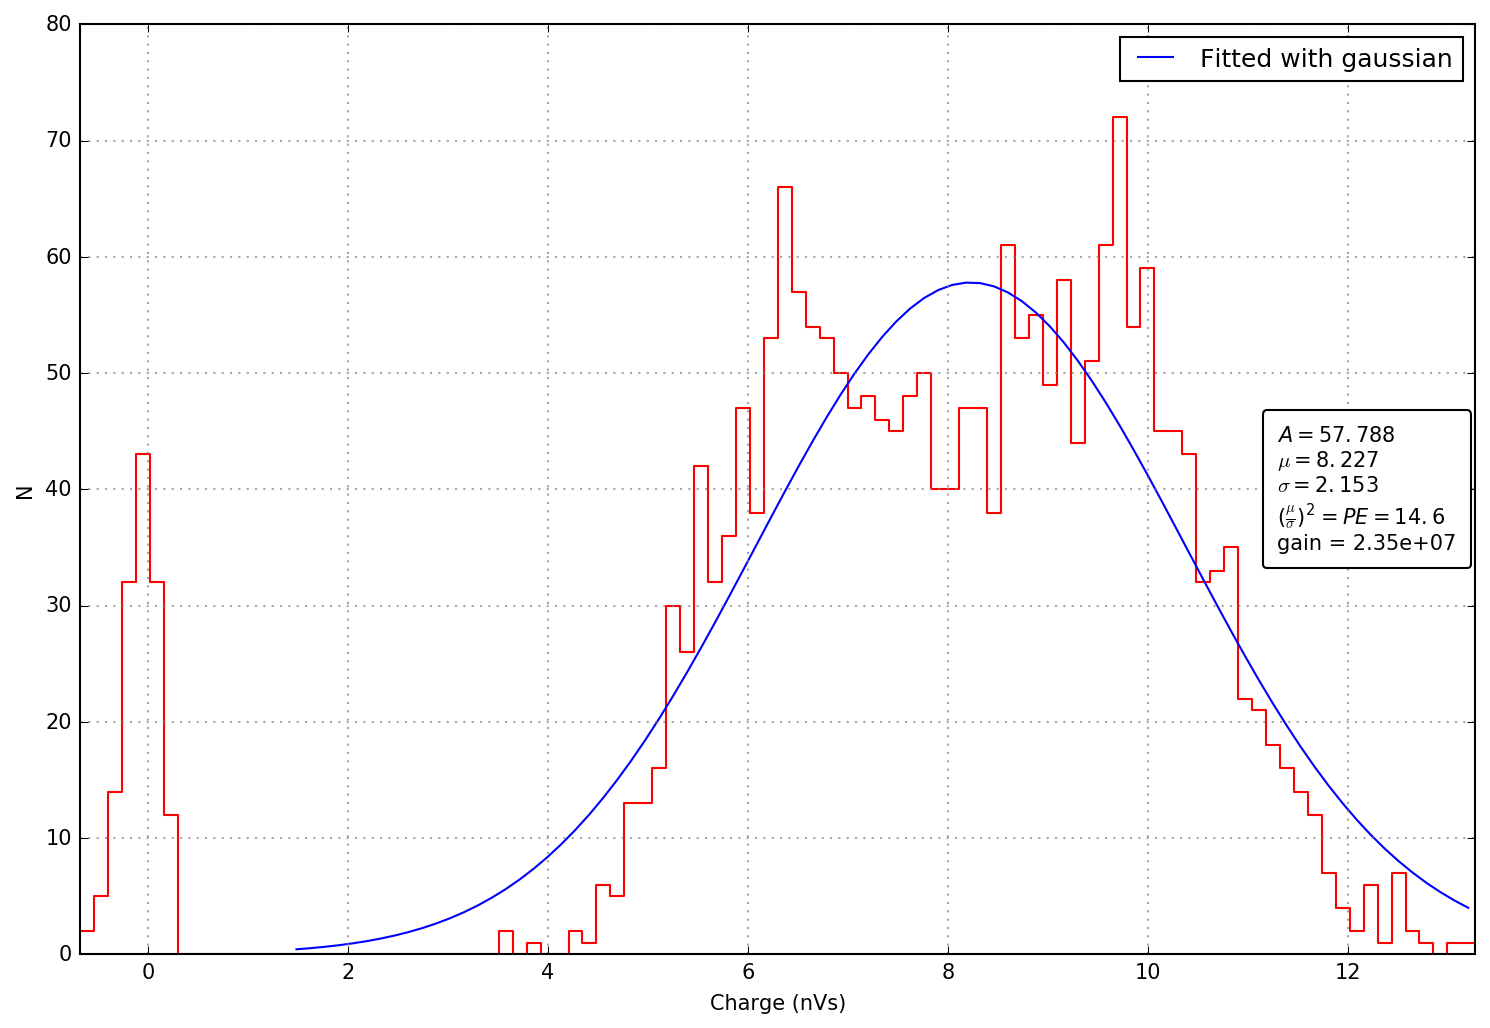 80
70
60
50
40
30
20
10
0
N
0 2 4 6 8 10 12
Charge (nVs)
Fitted with gaussian
A = 57.788
μ = 8.227
σ = 2.153
(μ/σ)² = PE = 14.6
gain = 2.35e+07